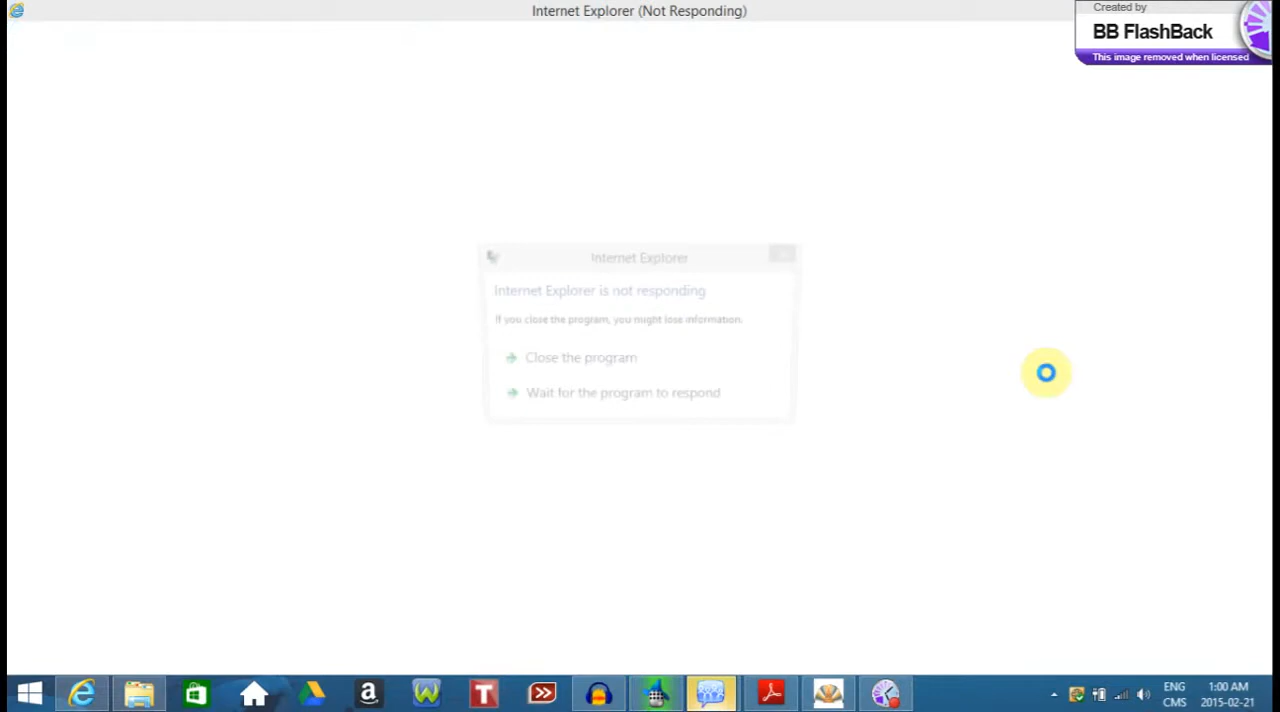 Internet Explorer (Not Responding)
Created by
BB FlashBack
This image removed when licensed
Internet Explorer
Internet Explorer is not responding
If you close the program, you might lose information.
Close the program
Wait for the program to respond
ENG
CMS
1:00 AM
2015-02-21